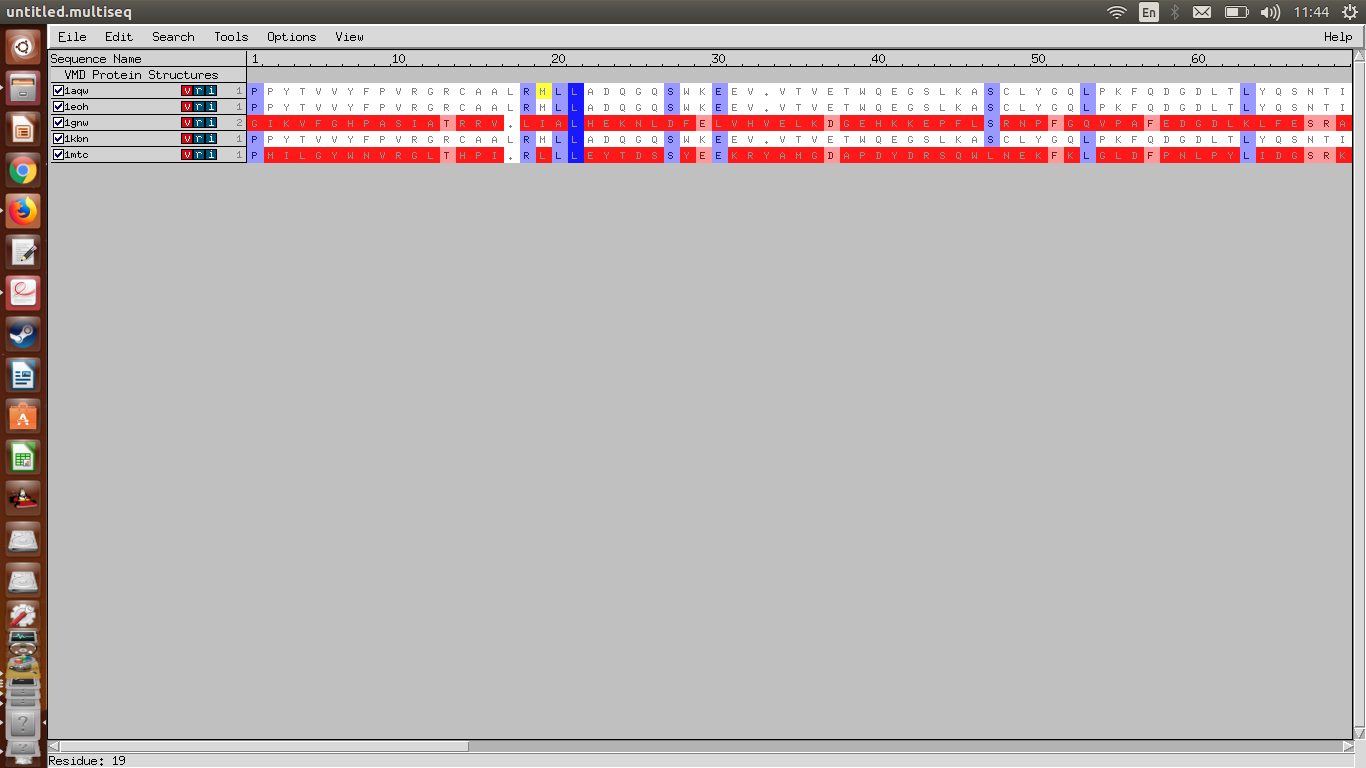 untitled.multiseq
En
11:44
File Edit Search Tools Options View Help
Sequence Name 1 10 20 30 40 50 60
VMD Protein Structures
1aqw v r i 1 P P Y T V V Y F P V R G R C A A L R M L L A D Q G Q S W K E E V . V T V E T W Q E G S L K A S C L Y G Q L P K F Q D G D L T L Y Q S N T I
1eoh v r i 1 P P Y T V V Y F P V R G R C A A L R M L L A D Q G Q S W K E E V . V T V E T W Q E G S L K A S C L Y G Q L P K F Q D G D L T L Y Q S N T I
1gnw v r i 2 G I K V F G H P A S I A T R R V . L I A L H E K N L D F E L V H V E L K D G E H K K E P F L S R N P F G Q V P A F E D G D L K L F E S R A
1kbn v r i 1 P P Y T V V Y F P V R G R C A A L R M L L A D Q G Q S W K E E V . V T V E T W Q E G S L K A S C L Y G Q L P K F Q D G D L T L Y Q S N T I
1mtc v r i 1 P M I L G Y W N V R G L T H P I . R L L L E Y T D S S Y E E K R Y A M G D A P D Y D R S Q W L N E K F K L G L D F P N L P Y L I D G S R K
Residue: 19